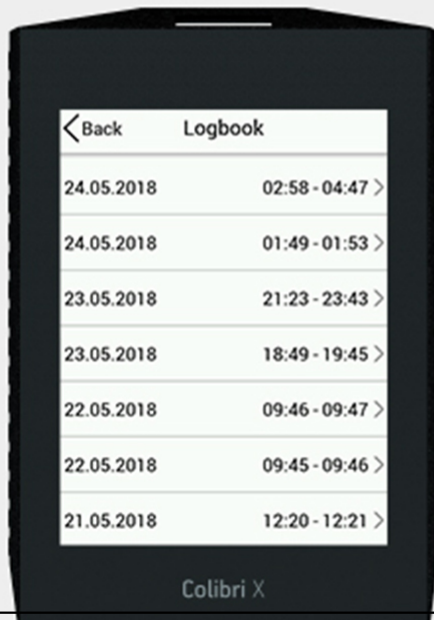 Back Logbook
24.05.2018 02:58 - 04:47
24.05.2018 01:49 - 01:53
23.05.2018 21:23 - 23:43
23.05.2018 18:49 - 19:45
22.05.2018 09:46 - 09:47
22.05.2018 09:45 - 09:46
21.05.2018 12:20 - 12:21
Colibri X